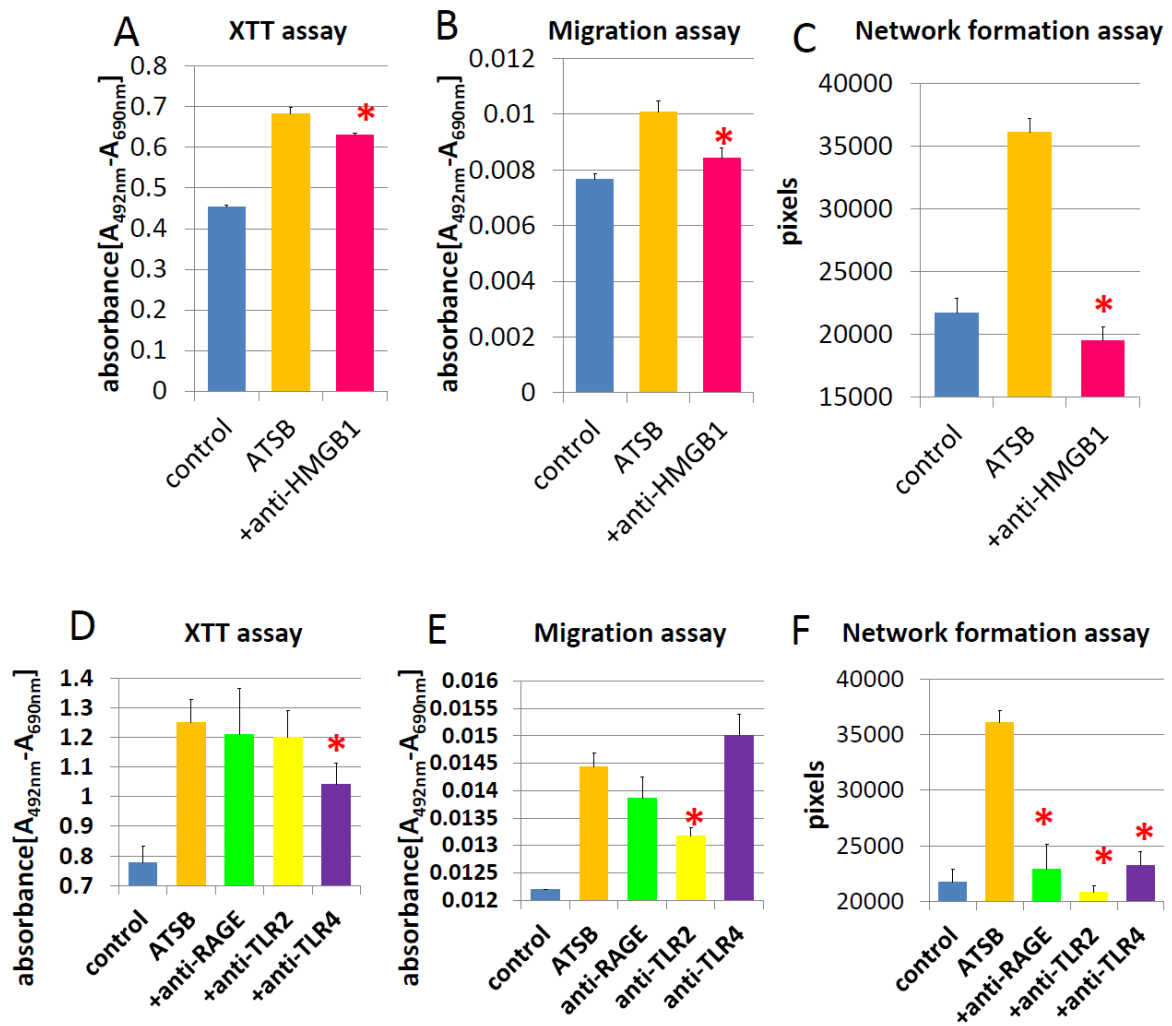 A
XTT assay
absorbance[A492nm-A690nm]
0.8
0.7
0.6
0.5
0.4
0.3
0.2
0.1
0
*
control
ATSB
+anti-HMGB1
B
Migration assay
absorbance[A492nm-A690nm]
0.012
0.01
0.008
0.006
0.004
0.002
0
*
control
ATSB
+anti-HMGB1
C
Network formation assay
pixels
40000
35000
30000
25000
20000
15000
*
control
ATSB
+anti-HMGB1
D
XTT assay
absorbance[A492nm-A690nm]
1.4
1.3
1.2
1.1
1
0.9
0.8
0.7
*
control
ATSB
+anti-RAGE
+anti-TLR2
+anti-TLR4
E
Migration assay
absorbance[A492nm-A690nm]
0.016
0.0155
0.015
0.0145
0.014
0.0135
0.013
0.0125
0.012
*
control
ATSB
anti-RAGE
anti-TLR2
anti-TLR4
F
Network formation assay
pixels
40000
35000
30000
25000
20000
*
*
*
control
ATSB
+anti-RAGE
+anti-TLR2
+anti-TLR4